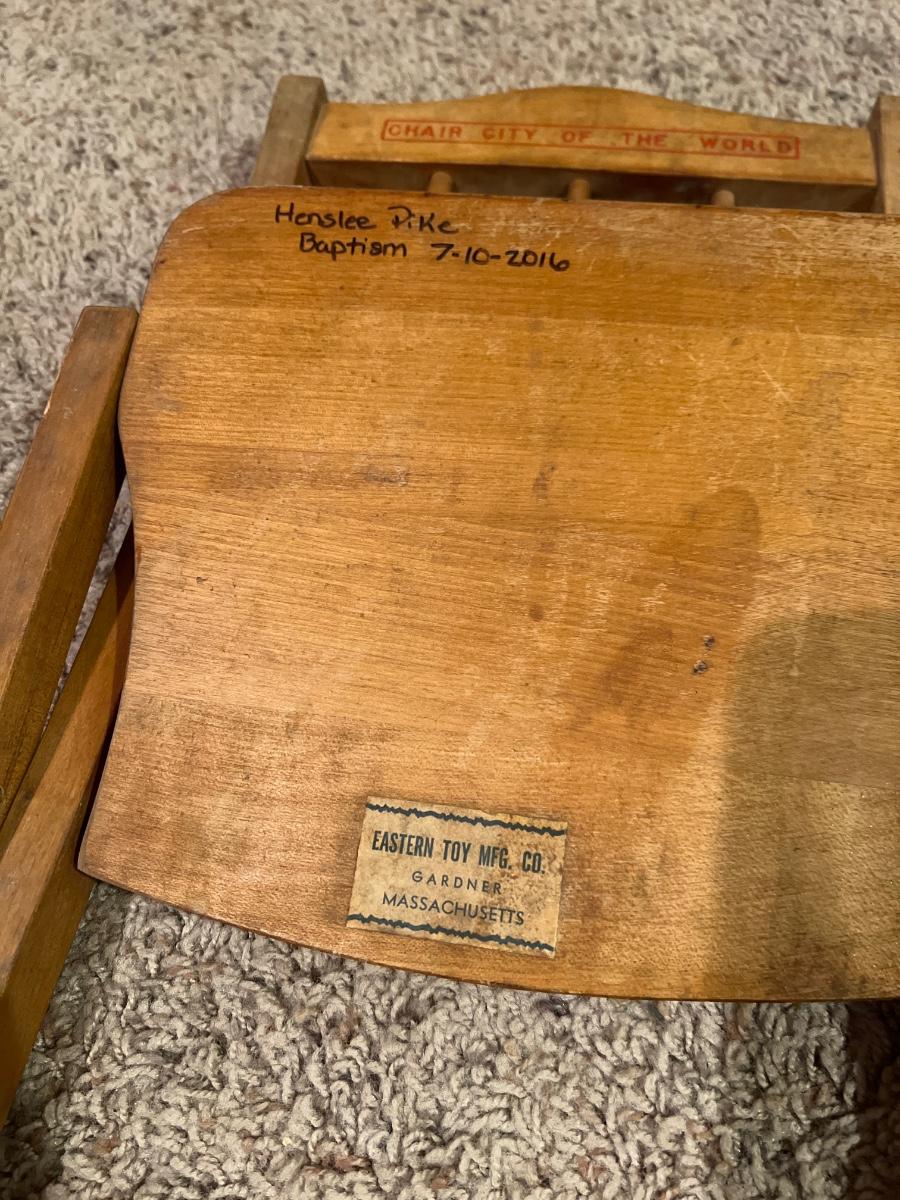 CHAIR CITY OF THE WORLD
Henslee Pike
Baptism 7-10-2016
EASTERN TOY MFG. CO.
GARDNER
MASSACHUSETTS